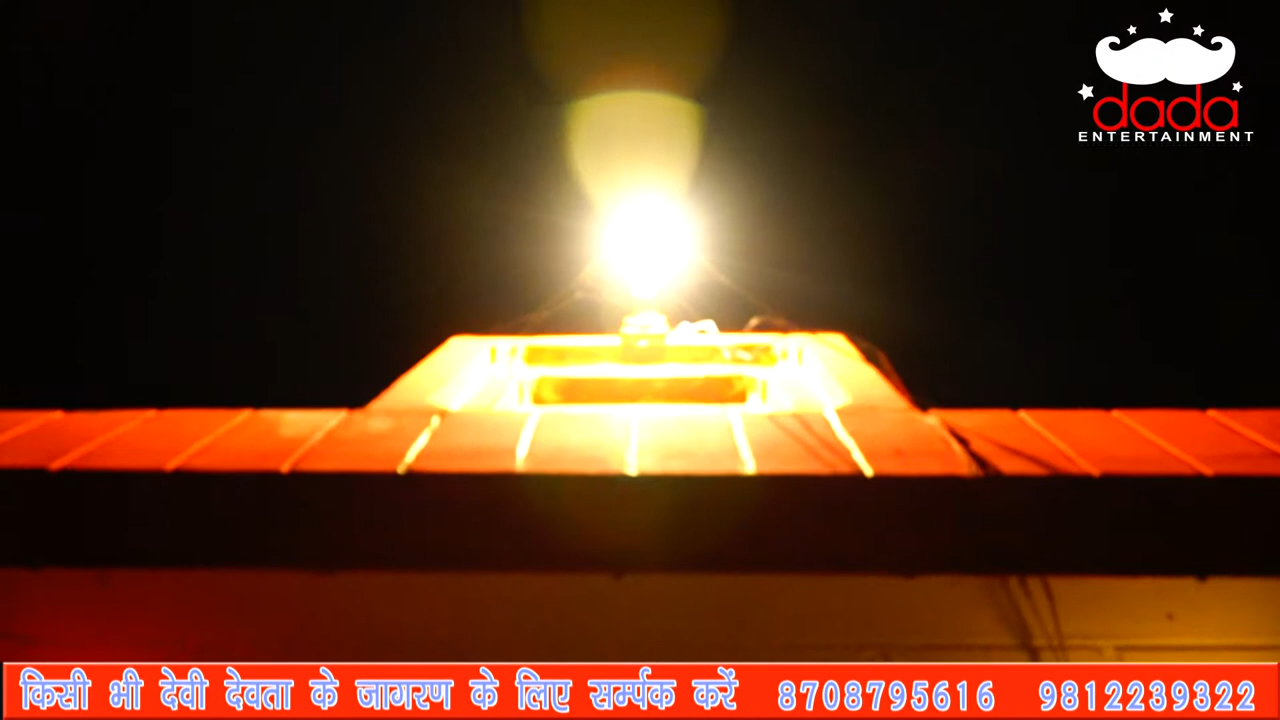 dada
ENTERTAINMENT
किसी भी देवी देवता के जागरण के लिए सर्म्पक करें 8708795616 9812239322